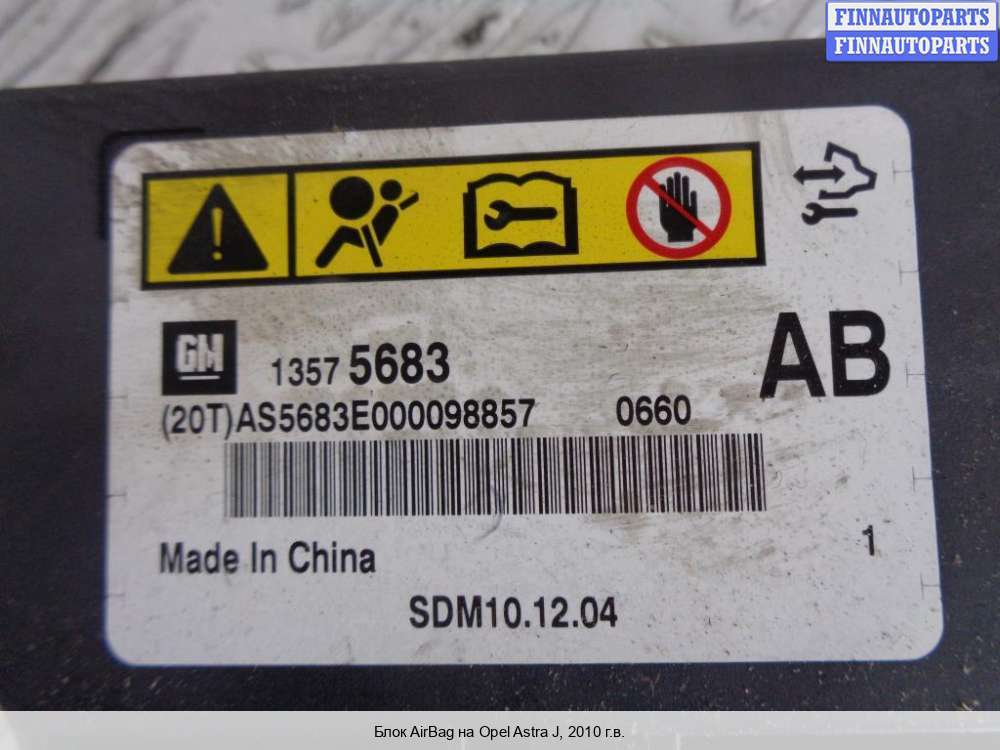 FINNAUTOPARTS
FINNAUTOPARTS
GM 1357 5683 AB
(20T)AS5683E000098857 0660
Made In China 1
SDM10.12.04
Блок AirBag на Opel Astra J, 2010 г.в.